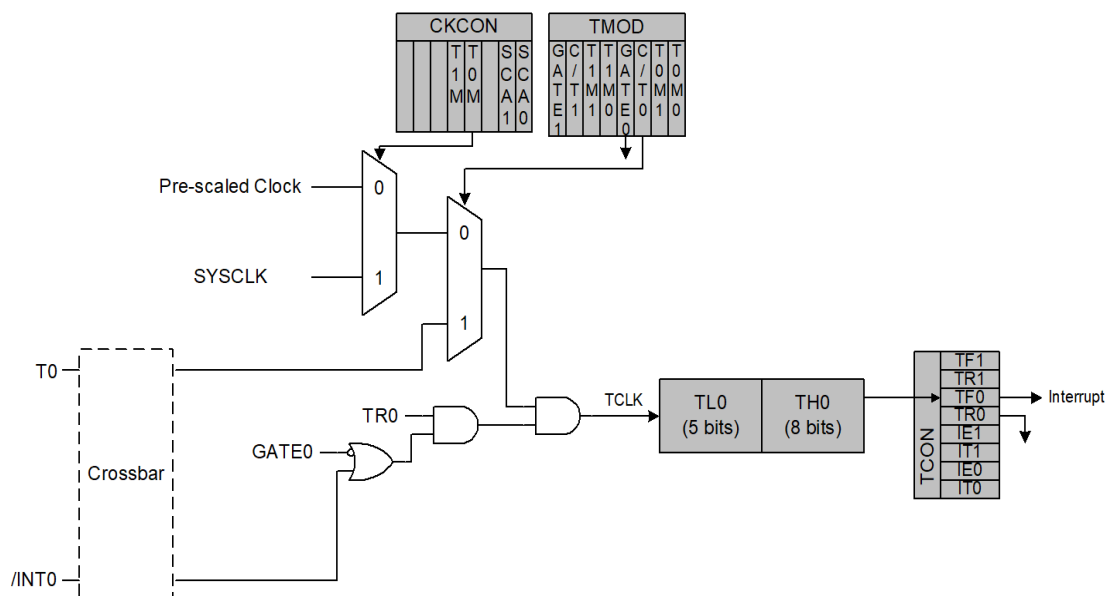 CKCON
T1M
T0M
SCA1
SCA0
TMOD
GATE1
C/T1
T1M1
T1M0
GATE0
C/T0
T0M1
T0M0
Pre-scaled Clock
0
SYSCLK
1
0
1
T0
Crossbar
/INT0
TR0
GATE0
TCLK
TL0
(5 bits)
TH0
(8 bits)
TCON
TF1
TR1
TF0
TR0
IE1
IT1
IE0
IT0
Interrupt